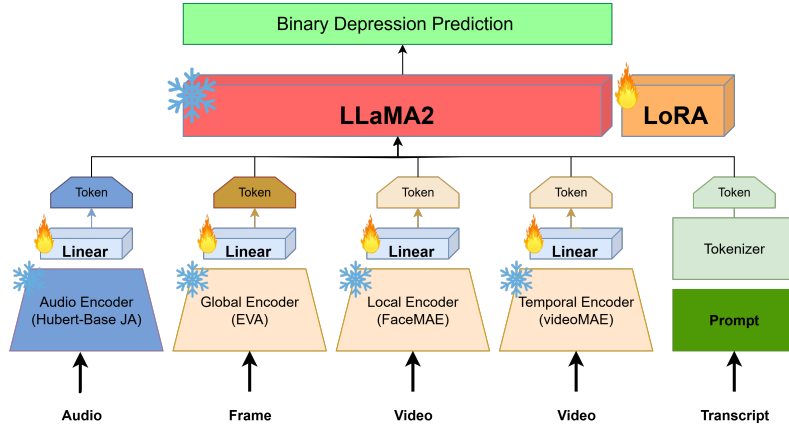 Binary Depression Prediction
LLaMA2
LoRA
Token
Token
Token
Token
Token
Linear
Linear
Linear
Linear
Tokenizer
Audio Encoder
(Hubert-Base JA)
Global Encoder
(EVA)
Local Encoder
(FaceMAE)
Temporal Encoder
(videoMAE)
Prompt
Audio
Frame
Video
Video
Transcript